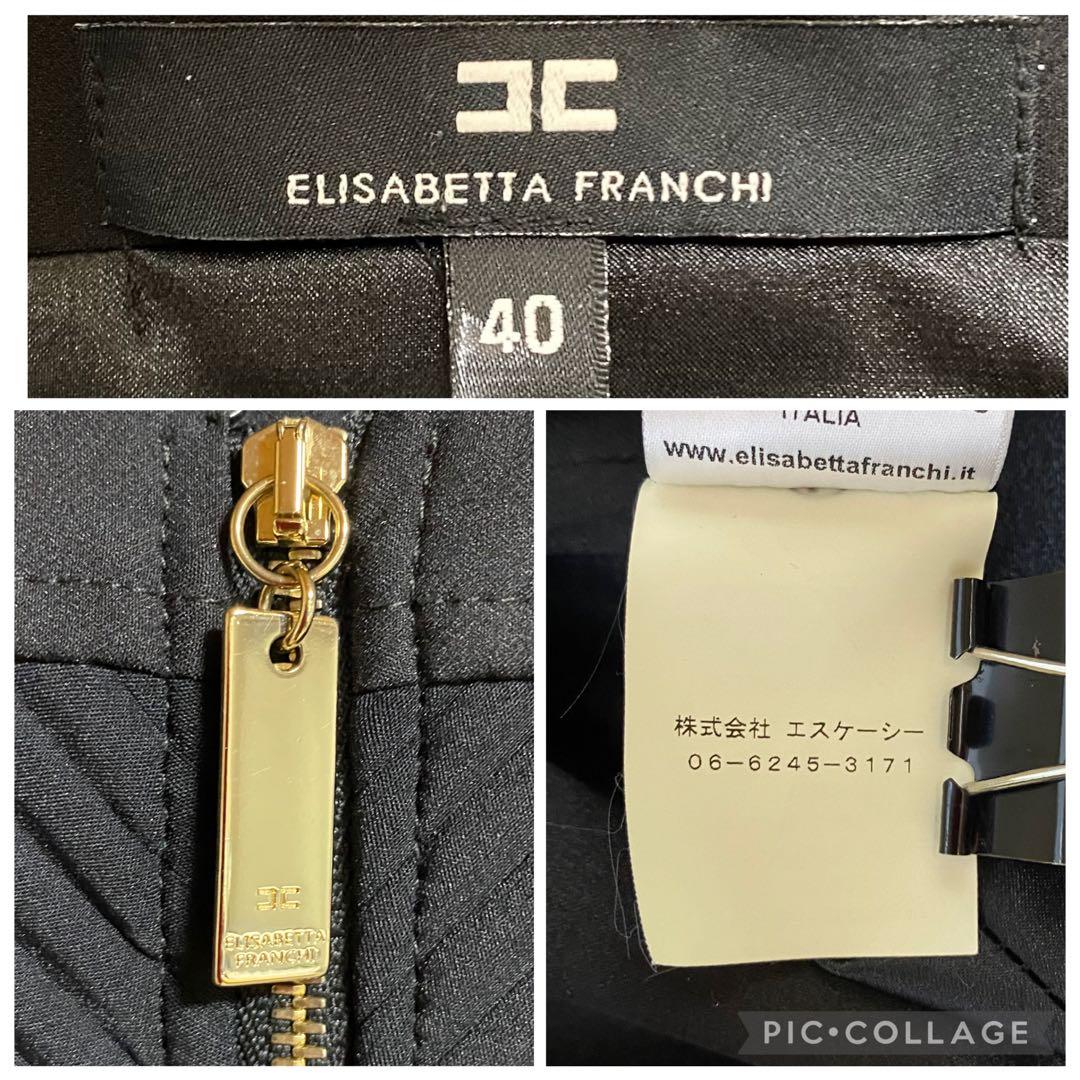 ELISABETTA FRANCHI
40
ELISABETTA
FRANCHI
ITALIA
www.elisabettafranchi.it
株式会社 エスケーシー
06-6245-3171
PIC•COLLAGE